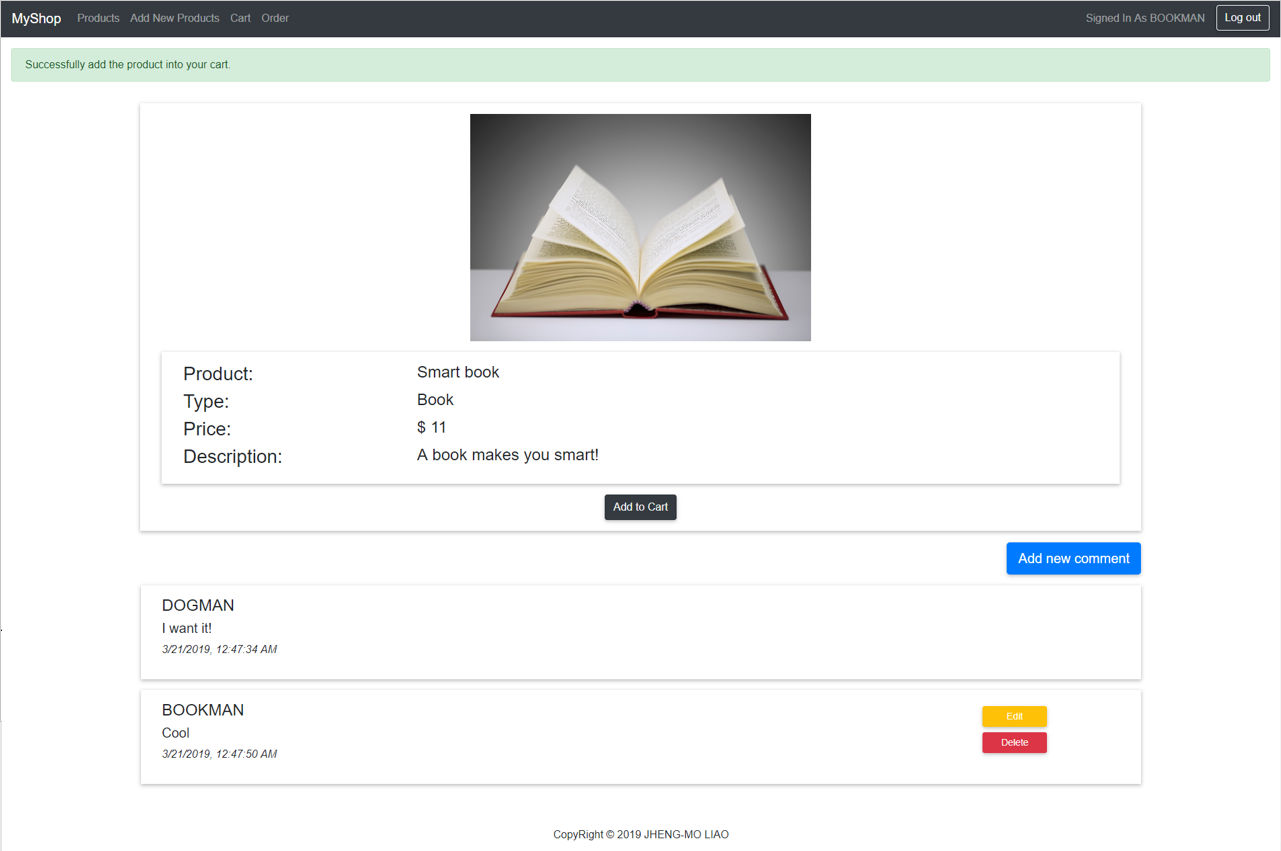 MyShop Products Add New Products Cart Order Signed In As BOOKMAN Log out
Successfully add the product into your cart.
Product: Smart book
Type: Book
Price: $ 11
Description: A book makes you smart!
Add to Cart
Add new comment
DOGMAN
I want it!
3/21/2019, 12:47:34 AM
BOOKMAN
Cool
3/21/2019, 12:47:50 AM
Edit
Delete
CopyRight © 2019 JHENG-MO LIAO